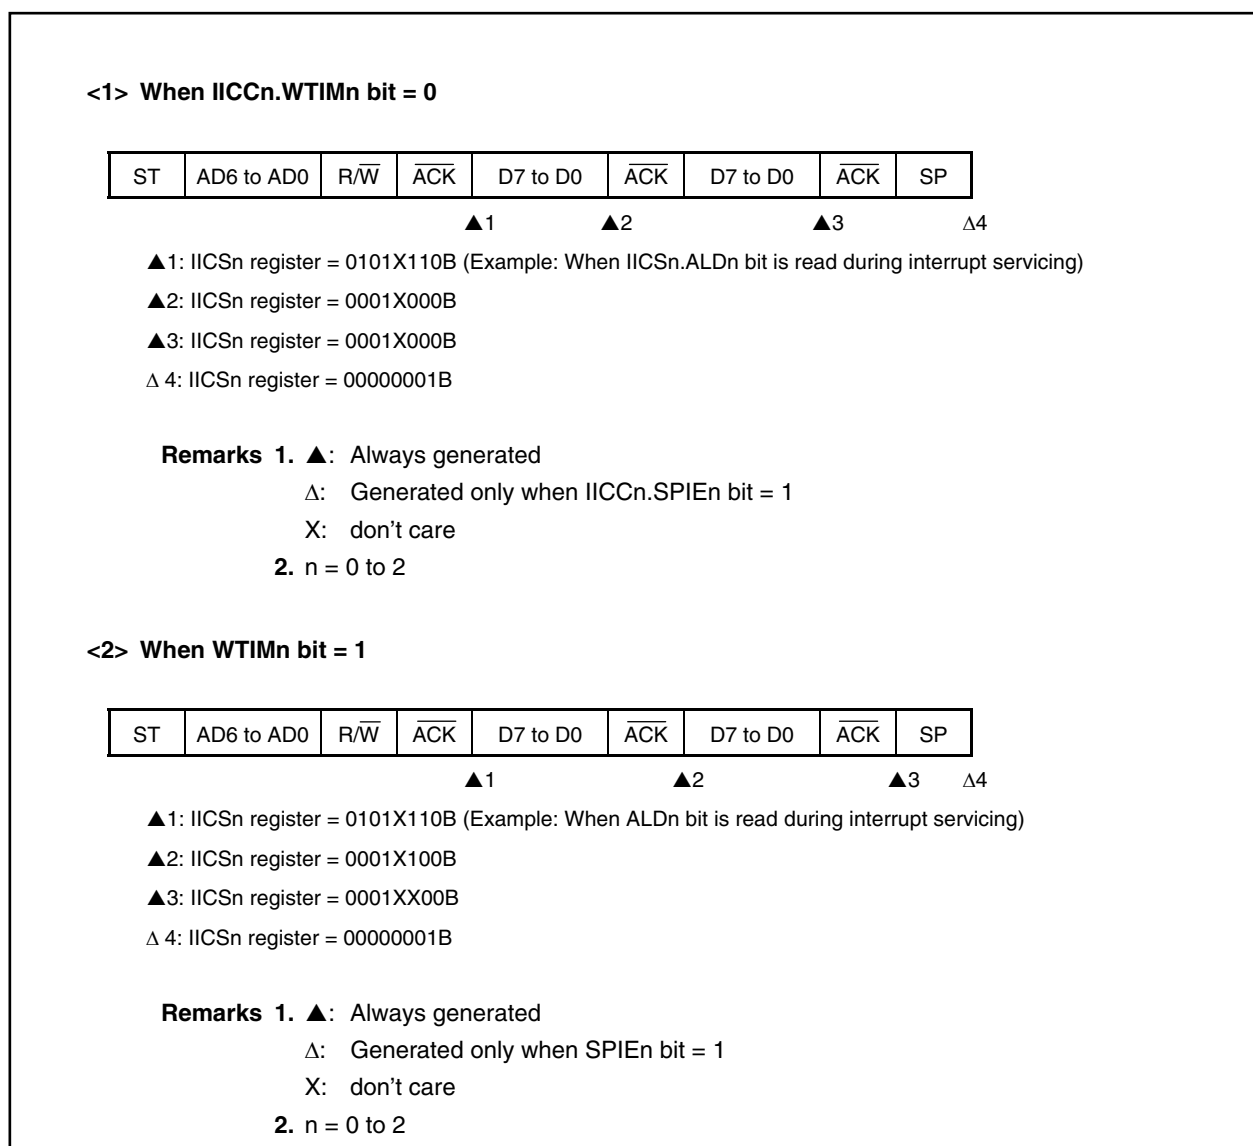 <1> When IICCn.WTIMn bit = 0
ST AD6 to AD0 R/W̅ A̅C̅K̅ D7 to D0 A̅C̅K̅ D7 to D0 A̅C̅K̅ SP
▲1 ▲2 ▲3 Δ4
▲1: IICSn register = 0101X110B (Example: When IICSn.ALDn bit is read during interrupt servicing)
▲2: IICSn register = 0001X000B
▲3: IICSn register = 0001X000B
Δ 4: IICSn register = 00000001B
Remarks 1. ▲: Always generated
Δ: Generated only when IICCn.SPIEn bit = 1
X: don't care
2. n = 0 to 2
<2> When WTIMn bit = 1
ST AD6 to AD0 R/W̅ A̅C̅K̅ D7 to D0 A̅C̅K̅ D7 to D0 A̅C̅K̅ SP
▲1 ▲2 ▲3 Δ4
▲1: IICSn register = 0101X110B (Example: When ALDn bit is read during interrupt servicing)
▲2: IICSn register = 0001X100B
▲3: IICSn register = 0001XX00B
Δ 4: IICSn register = 00000001B
Remarks 1. ▲: Always generated
Δ: Generated only when SPIEn bit = 1
X: don't care
2. n = 0 to 2